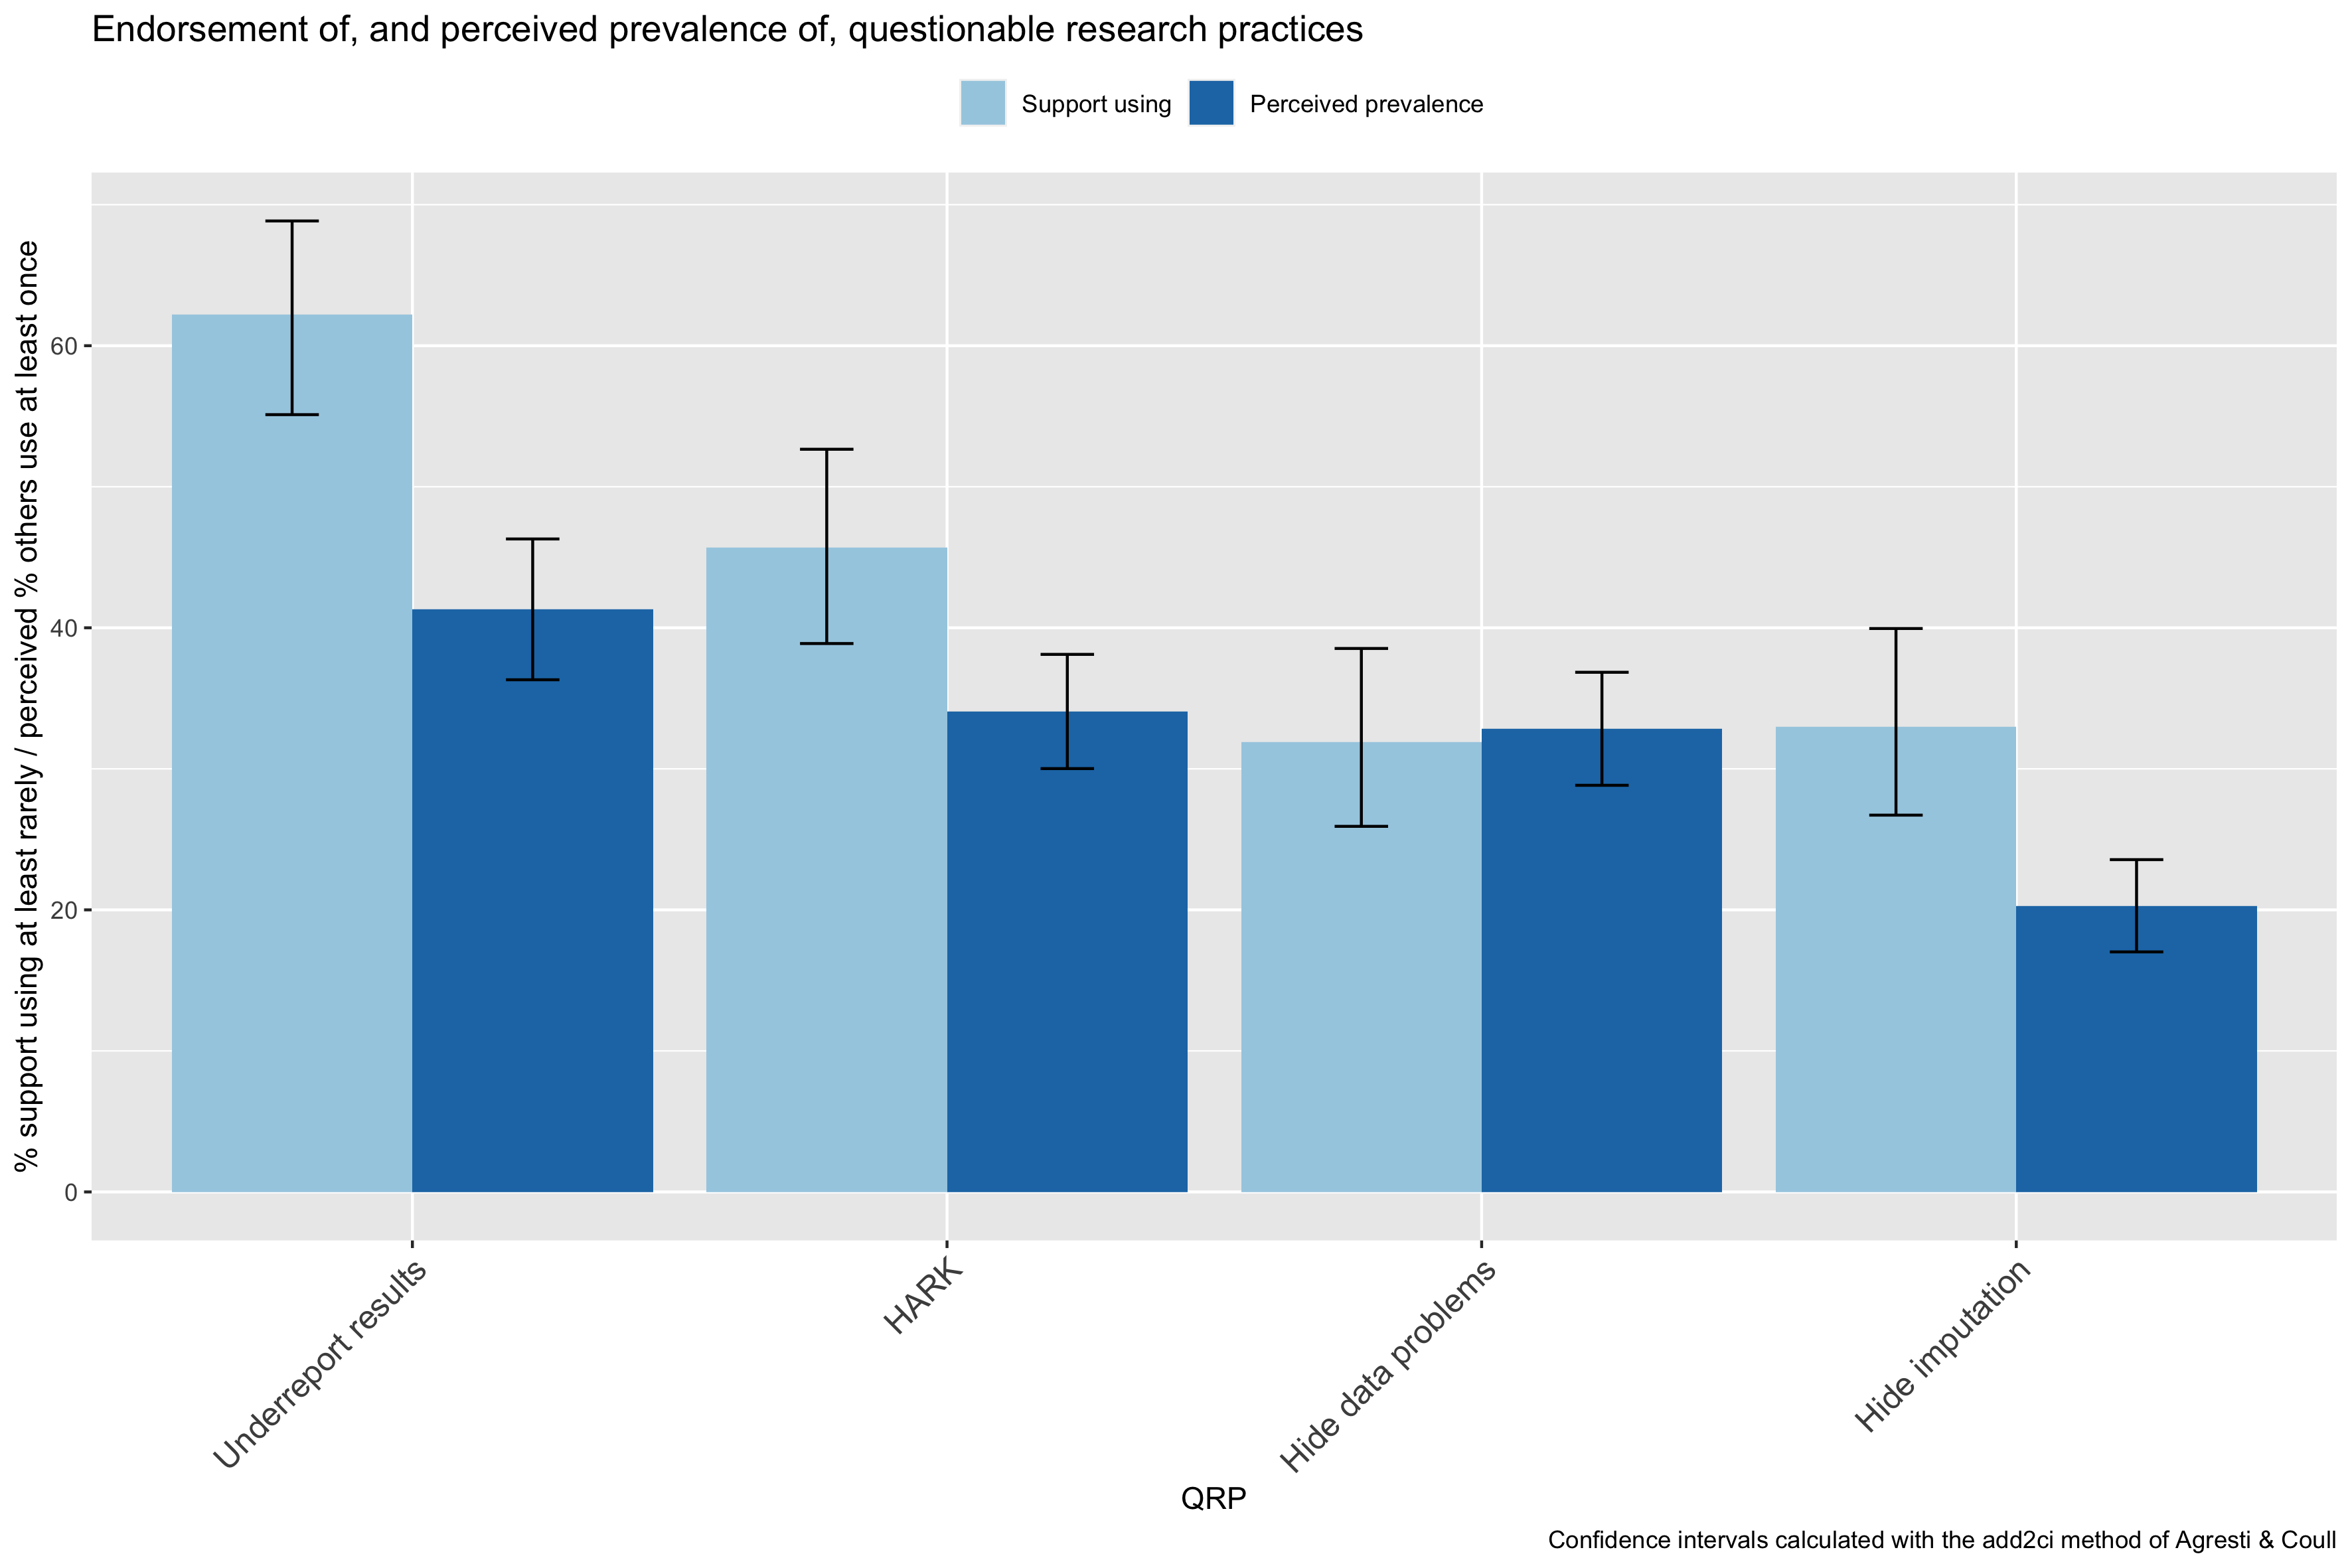 Endorsement of, and perceived prevalence of, questionable research practices
Support using
Perceived prevalence
% support using at least rarely / perceived % others use at least once
60
40
20
0
Underreport results
HARK
Hide data problems
Hide imputation
QRP
Confidence intervals calculated with the add2ci method of Agresti & Coull